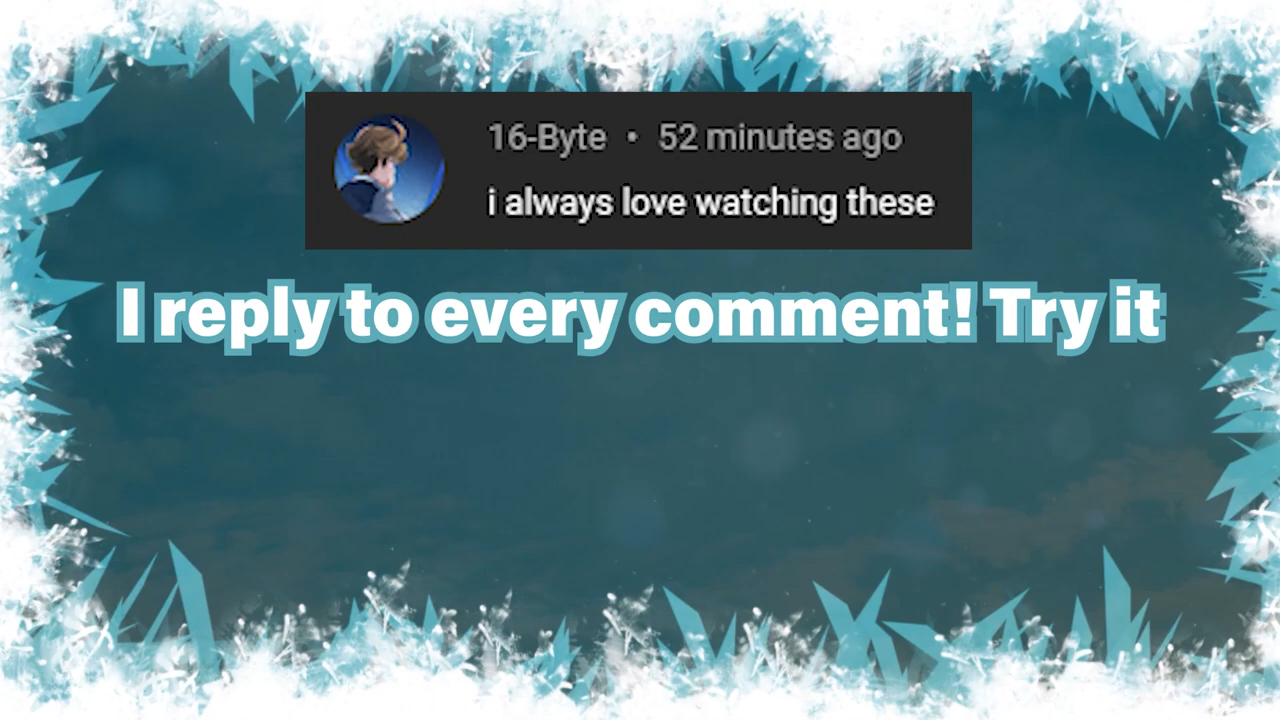 16-Byte • 52 minutes ago
i always love watching these
I reply to every comment! Try it